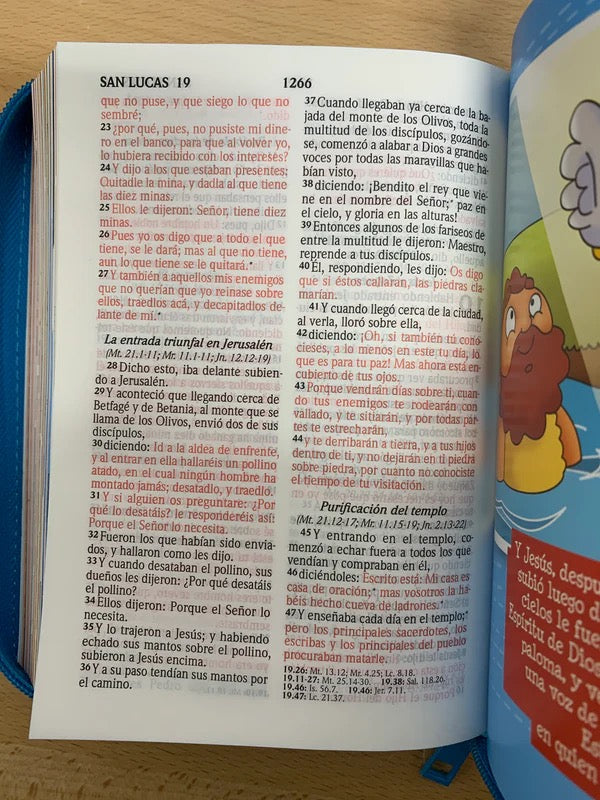 SAN LUCAS 19
1266
que no puse, y que siego lo que no
sembré;
23 ¿por qué, pues, no pusiste mi dine-
ro en el banco, para que al volver yo,
lo hubiera recibido con los intereses?
24 Y dijo a los que estaban presentes:
Quitadle la mina, y dadla al que tiene
las diez minas.
25 Ellos le dijeron: Señor, tiene diez
minas.
26 Pues yo os digo que a todo el que
tiene, se le dará; mas al que no tiene,
aun lo que tiene se le quitará.*
27 Y también a aquellos mis enemigos
que no querían que yo reinase sobre
ellos, traedlos acá, y decapitadlos de-
lante de mí.*
La entrada triunfal en Jerusalén
(Mt. 21.1-11; Mr. 11.1-11; Jn. 12.12-19)
28 Dicho esto, iba delante subien-
do a Jerusalén.
29 Y aconteció que llegando cerca de
Betfagé y de Betania, al monte que se
llama de los Olivos, envió dos de sus
discípulos,
30 diciendo: Id a la aldea de enfrente,
y al entrar en ella hallaréis un pollino
atado, en el cual ningún hombre ha
montado jamás; desatadlo, y traedlo.
31 Y si alguien os preguntare: ¿Por
qué lo desatáis? le responderéis así:
Porque el Señor lo necesita.
32 Fueron los que habían sido envia-
dos, y hallaron como les dijo.
33 Y cuando desataban el pollino, sus
dueños les dijeron: ¿Por qué desatáis
el pollino?
34 Ellos dijeron: Porque el Señor lo
necesita.
35 Y lo trajeron a Jesús; y habiendo
echado sus mantos sobre el pollino,
subieron a Jesús encima.
36 Y a su paso tendían sus mantos por
el camino.
37 Cuando llegaban ya cerca de la ba-
jada del monte de los Olivos, toda la
multitud de los discípulos, gozándo-
se, comenzó a alabar a Dios a grandes
voces por todas las maravillas que ha-
bían visto,
38 diciendo: ¡Bendito el rey que vie-
ne en el nombre del Señor;* paz en
el cielo, y gloria en las alturas!
39 Entonces algunos de los fariseos de
entre la multitud le dijeron: Maestro,
reprende a tus discípulos.
40 Él, respondiendo, les dijo: Os digo
que si éstos callaran, las piedras cla-
marían.
41 Y cuando llegó cerca de la ciudad,
al verla, lloró sobre ella,
42 diciendo: ¡Oh, si también tú cono-
cieses, a lo menos en este tu día, lo
que es para tu paz! Mas ahora está en-
cubierto de tus ojos.
43 Porque vendrán días sobre ti, cuan-
do tus enemigos te rodearán con
vallado, y te sitiarán, y por todas par-
tes te estrecharán,
44 y te derribarán a tierra, y a tus hijos
dentro de ti, y no dejarán en ti piedra
sobre piedra, por cuanto no conociste
el tiempo de tu visitación.
Purificación del templo
(Mt. 21.12-17; Mr. 11.15-19; Jn. 2.13-22)
45 Y entrando en el templo, co-
menzó a echar fuera a todos los que
vendían y compraban en él,
46 diciéndoles: Escrito está: Mi casa es
casa de oración;* mas vosotros la ha-
béis hecho cueva de ladrones.*
47 Y enseñaba cada día en el templo;*
pero los principales sacerdotes, los
escribas y los principales del pueblo
procuraban matarle.
19.26: Mt. 13.12; Mr. 4.25; Lc. 8.18.
19.11-27: Mt. 25.14-30. 19.38: Sal. 118.26.
19.46: Is. 56.7. 19.46: Jer. 7.11.
19.47: Lc. 21.37.
Y Jesús, despu
subió luego d
cielos le fue
Espíritu de Dios
paloma, y ve
una voz de
en quien